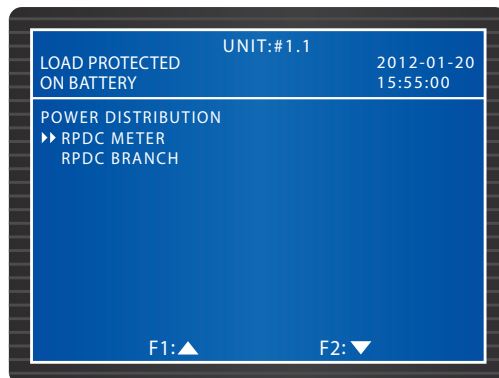 UNIT:#1.1
LOAD PROTECTED 2012-01-20
ON BATTERY 15:55:00
POWER DISTRIBUTION
RPDC METER
RPDC BRANCH
F1: F2: